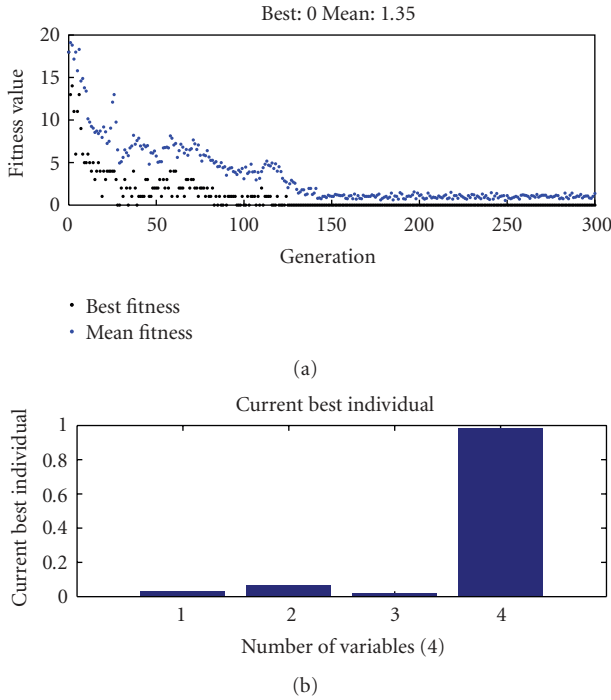 Best: 0 Mean: 1.35
Fitness value
20
15
10
5
0
0 50 100 150 200 250 300
Generation
Best fitness
Mean fitness
(a)
Current best individual
Current best individual
1
0.8
0.6
0.4
0.2
0
1 2 3 4
Number of variables (4)
(b)